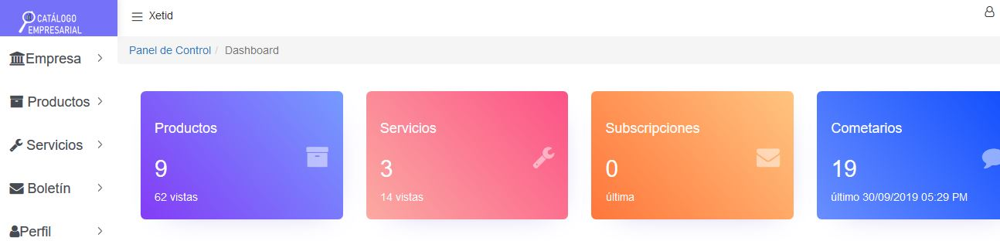 CATÁLOGO
EMPRESARIAL
Xetid
Panel de Control / Dashboard
Empresa
Productos
Servicios
Boletín
Perfil
Productos
9
62 vistas
Servicios
3
14 vistas
Subscripciones
0
última
Cometarios
19
último 30/09/2019 05:29 PM